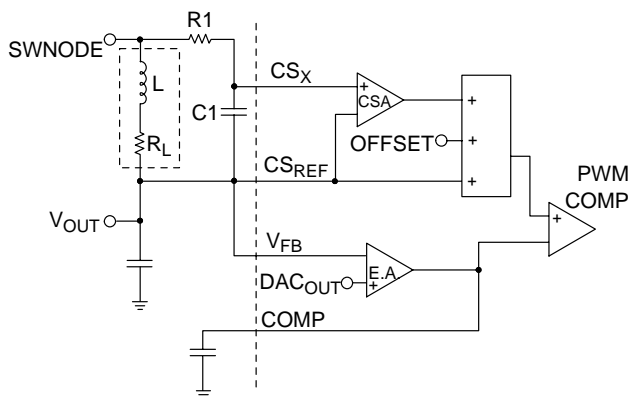 R1
SWNODE
L
CSX
+
CSA
+
C1
OFFSET
+
RL
CSREF
+
PWM
COMP
+
VOUT
VFB
E.A.
DACOUT
+
COMP